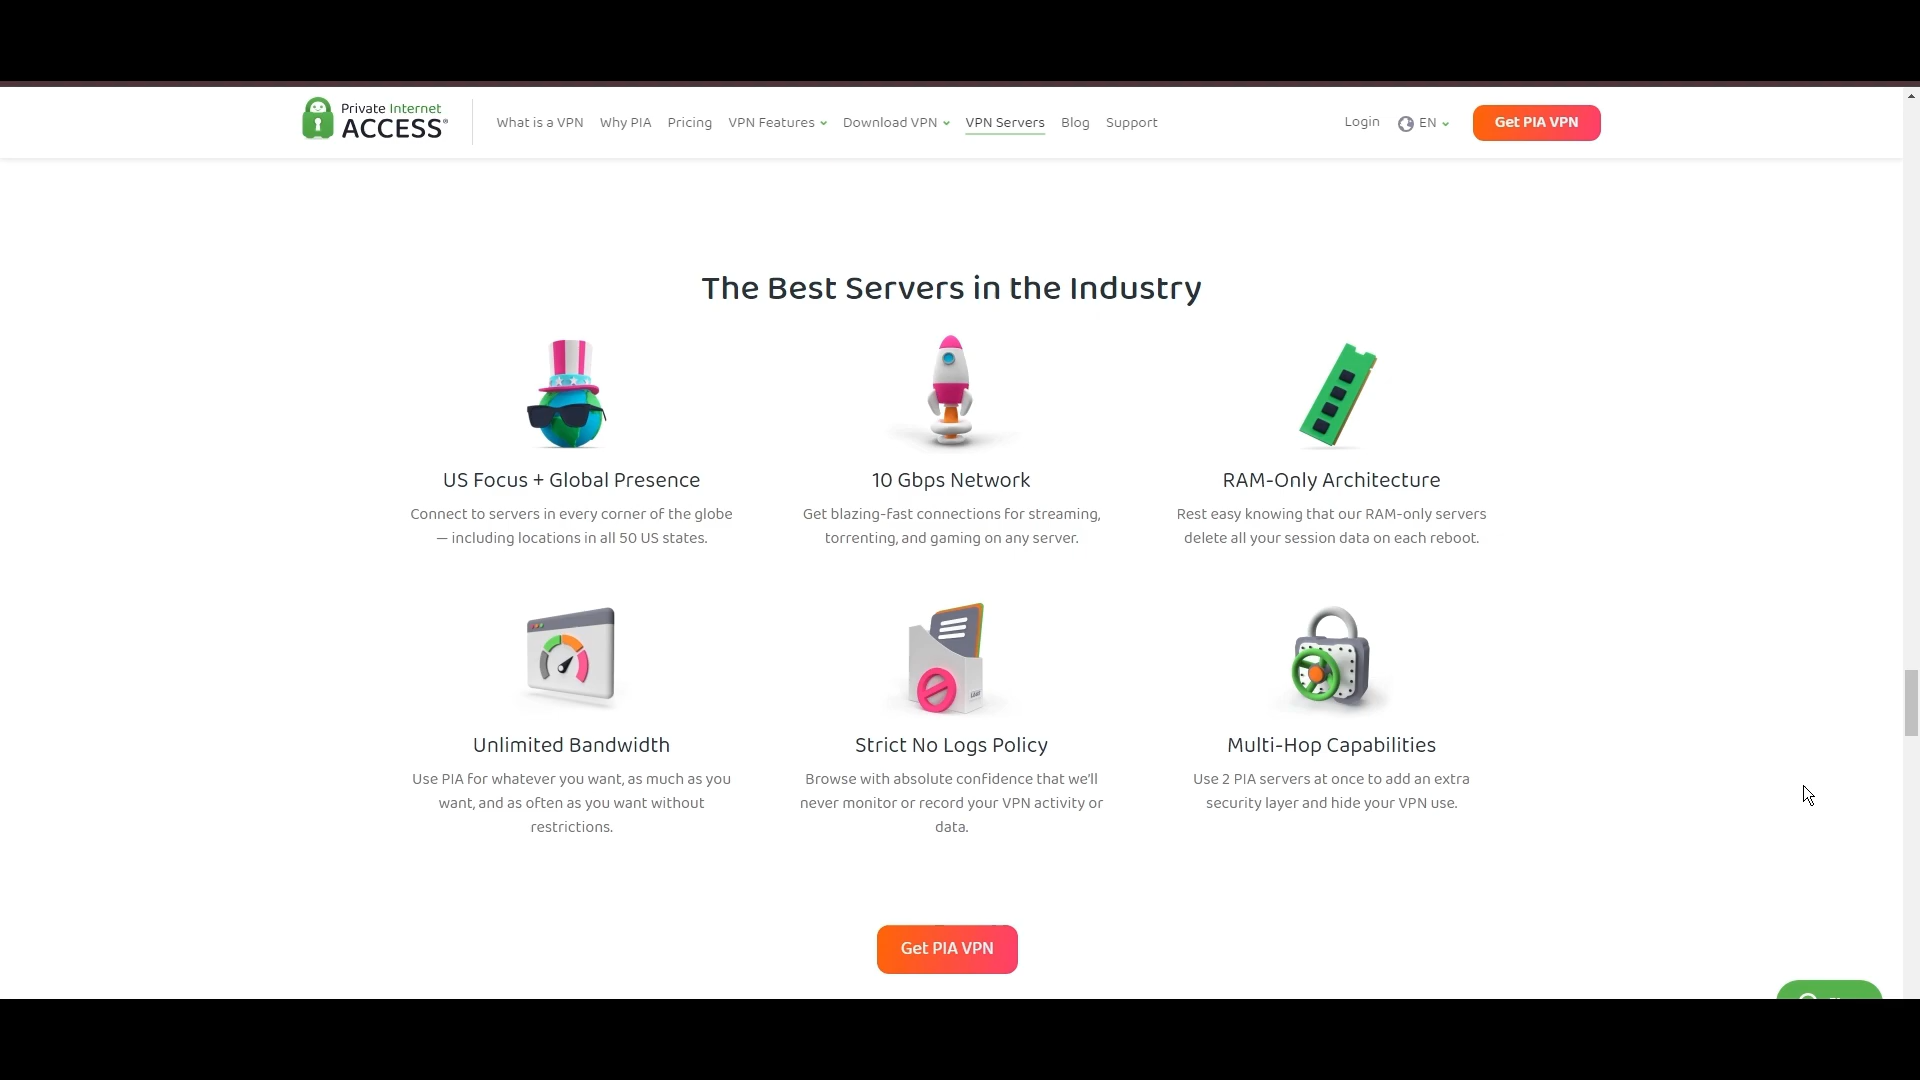 Private Internet
ACCESS®
What is a VPN
Why PIA
Pricing
VPN Features
Download VPN
VPN Servers
Blog
Support
Login
EN
Get PIA VPN
The Best Servers in the Industry
US Focus + Global Presence
Connect to servers in every corner of the globe
— including locations in all 50 US states.
10 Gbps Network
Get blazing-fast connections for streaming,
torrenting, and gaming on any server.
RAM-Only Architecture
Rest easy knowing that our RAM-only servers
delete all your session data on each reboot.
Unlimited Bandwidth
Use PIA for whatever you want, as much as you
want, and as often as you want without
restrictions.
Strict No Logs Policy
Browse with absolute confidence that we'll
never monitor or record your VPN activity or
data.
Multi-Hop Capabilities
Use 2 PIA servers at once to add an extra
security layer and hide your VPN use.
Get PIA VPN